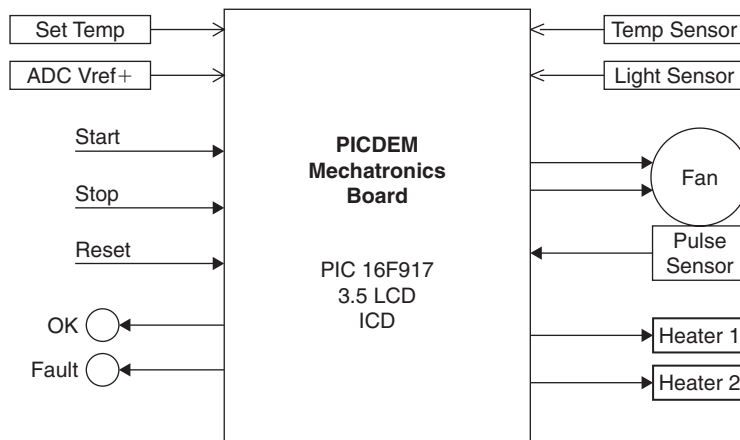 Set Temp
ADC Vref+
Start
Stop
Reset
OK
Fault
PICDEM
Mechatronics
Board
PIC 16F917
3.5 LCD
ICD
Temp Sensor
Light Sensor
Fan
Pulse
Sensor
Heater 1
Heater 2